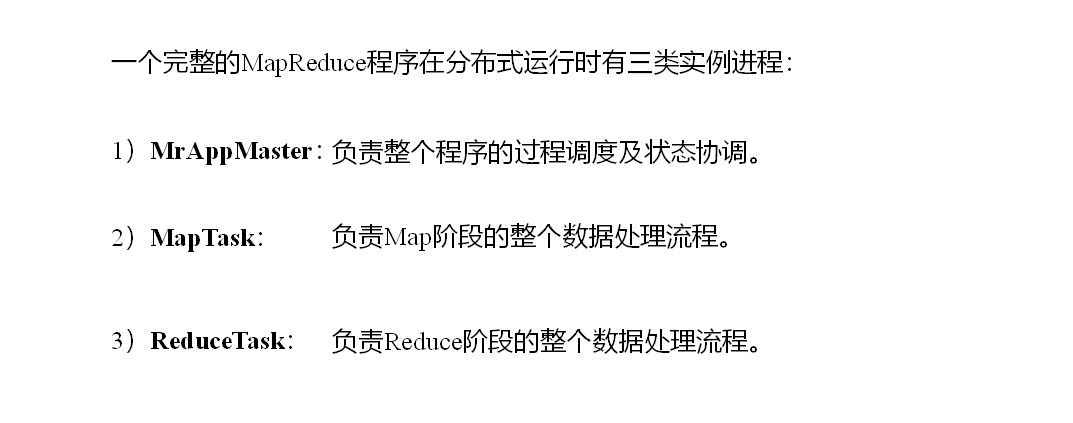 一个完整的MapReduce程序在分布式运行时有三类实例进程：
1）MrAppMaster：负责整个程序的过程调度及状态协调。
2）MapTask： 负责Map阶段的整个数据处理流程。
3）ReduceTask： 负责Reduce阶段的整个数据处理流程。